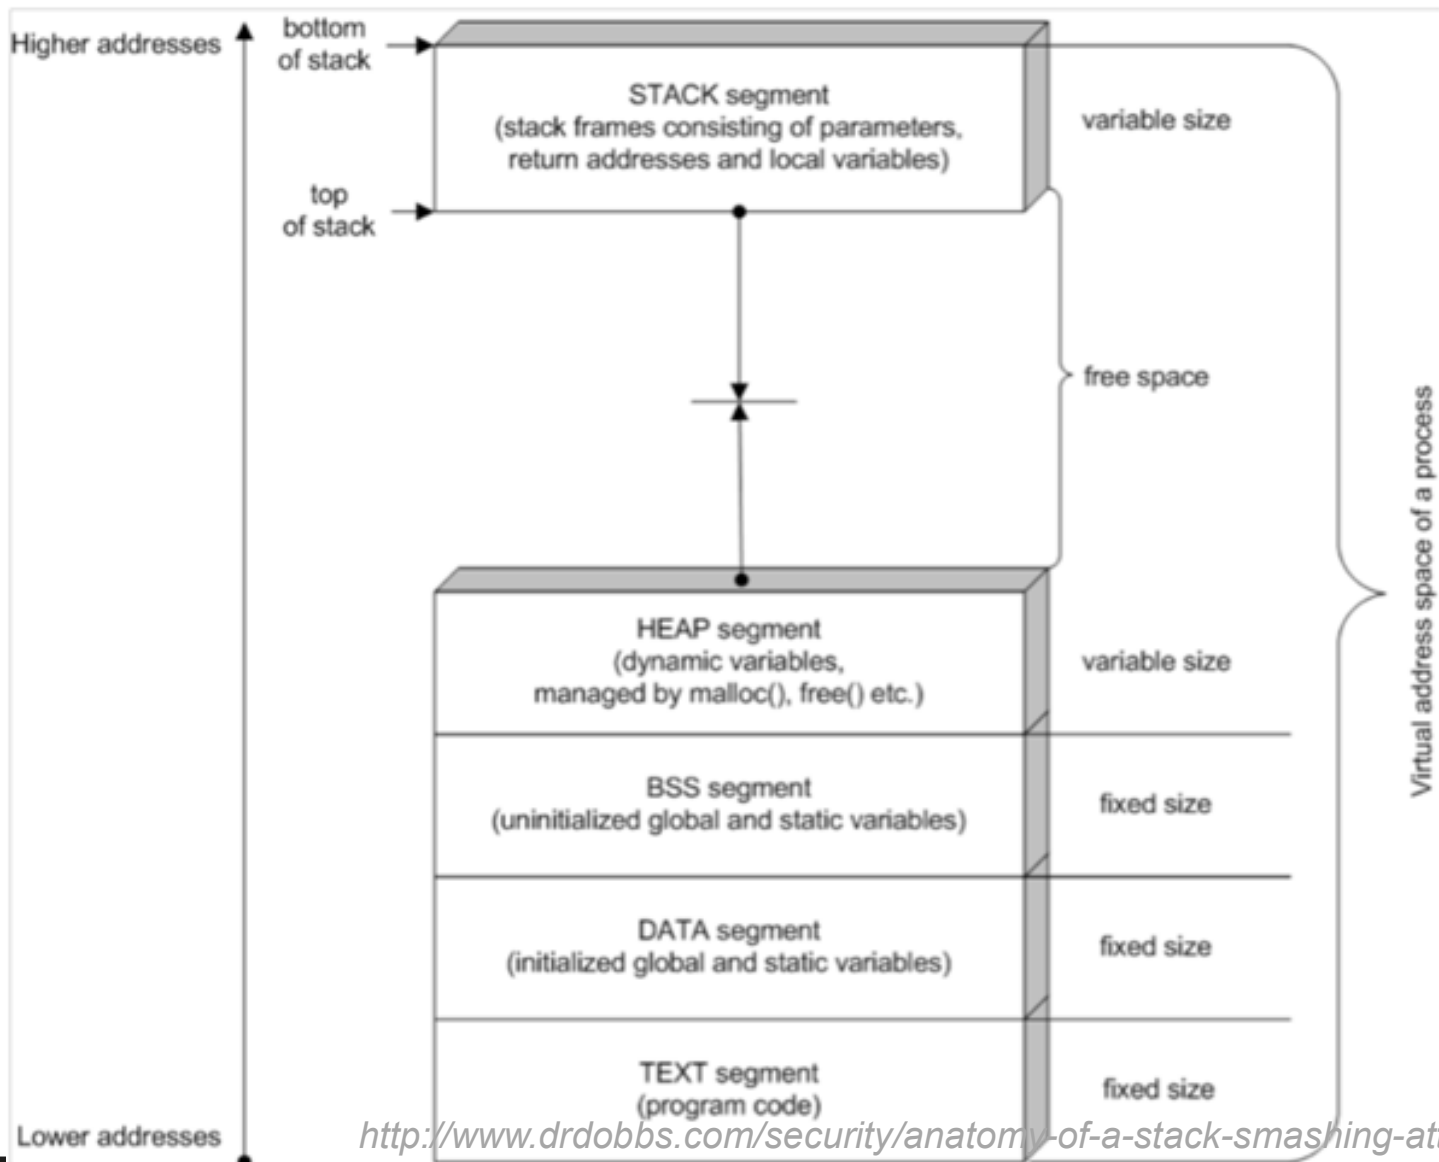 Higher addresses
bottom
of stack
STACK segment
(stack frames consisting of parameters,
return addresses and local variables)
variable size
top
of stack
free space
Virtual address space of a process
HEAP segment
(dynamic variables,
managed by malloc(), free() etc.)
variable size
BSS segment
(uninitialized global and static variables)
fixed size
DATA segment
(initialized global and static variables)
fixed size
TEXT segment
(program code)
fixed size
Lower addresses
http://www.drdobbs.com/security/anatomy-of-a-stack-smashing-at